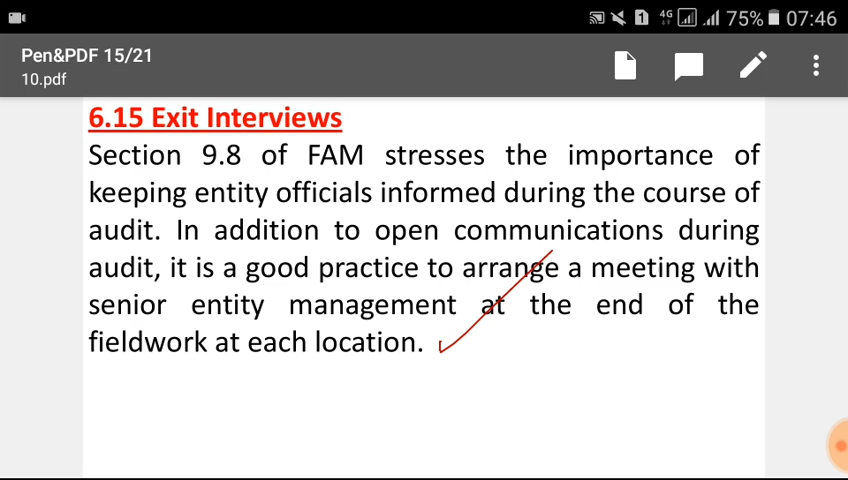 4G 1 75% 07:46
Pen&PDF 15/21
10.pdf
6.15 Exit Interviews
Section 9.8 of FAM stresses the importance of
keeping entity officials informed during the course of
audit. In addition to open communications during
audit, it is a good practice to arrange a meeting with
senior entity management at the end of the
fieldwork at each location.